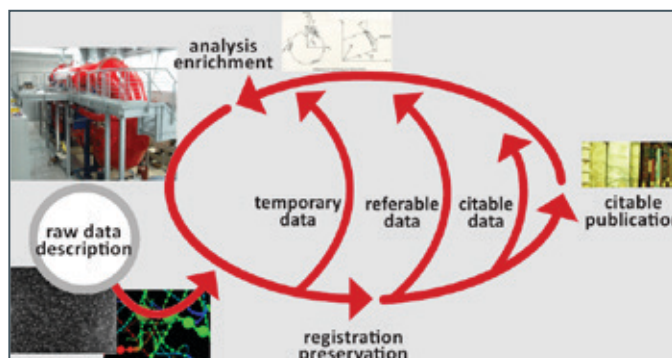 analysis
enrichment
temporary
data
referable
data
citable
data
citable
publication
raw data
description
registration
preservation